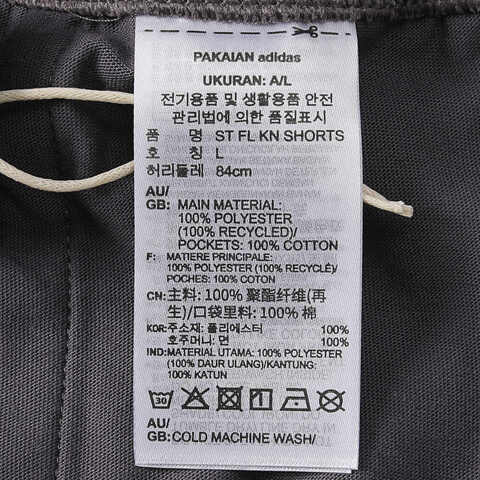 PAKAIAN adidas
UKURAN: A/L
전기용품 및 생활용품 안전
관리법에 의한 품질표시
품 명 ST FL KN SHORTS
호 칭 L
허리둘레 84cm
AU/
GB: MAIN MATERIAL:
100% POLYESTER
(100% RECYCLED)/
POCKETS: 100% COTTON
F: MATIERE PRINCIPALE:
100% POLYESTER (100% RECYCLÉ)/
POCHES: 100% COTON
CN: 主料: 100% 聚酯纤维(再
生)/口袋里料: 100% 棉
KOR: 주소재: 폴리에스터 100%
호주머니: 면 100%
IND: MATERIAL UTAMA: 100% POLYESTER
(100% DAUR ULANG)/KANTUNG:
100% KATUN
30
AU/
GB: COLD MACHINE WASH/